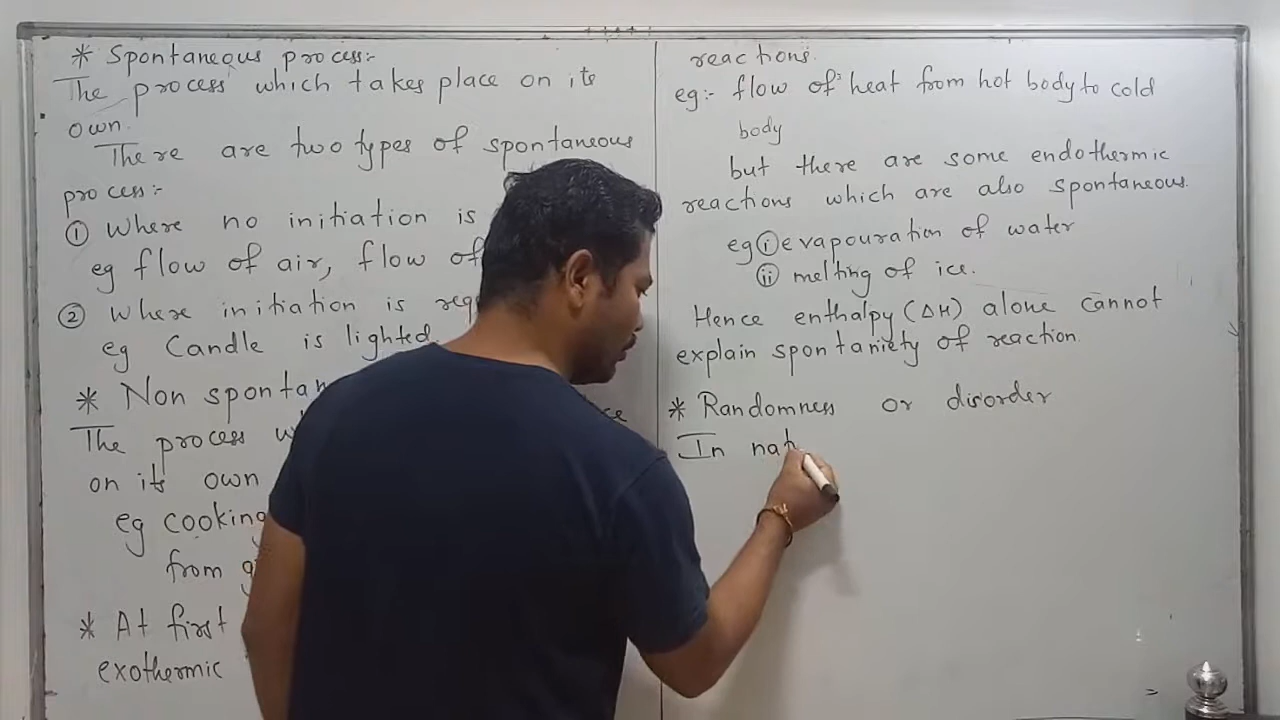 * Spontaneous process:-
The process which takes place on its
own.
There are two types of spontaneous
process:-
① Where no initiation is
eg flow of air, flow of
② Where initiation is
eg Candle is lighted
* Non
The process
on its own
eg cooking
from
* At first
exothermic
reactions.
eg:- flow of heat from hot body to cold
body
but there are some endothermic
reactions which are also spontaneous.
eg ⓘ evapouration of water
ⓘⓘ melting of ice.
Hence enthalpy (ΔH) alone cannot
explain spontaniety of reaction.
* Randomness or disorder
In nat